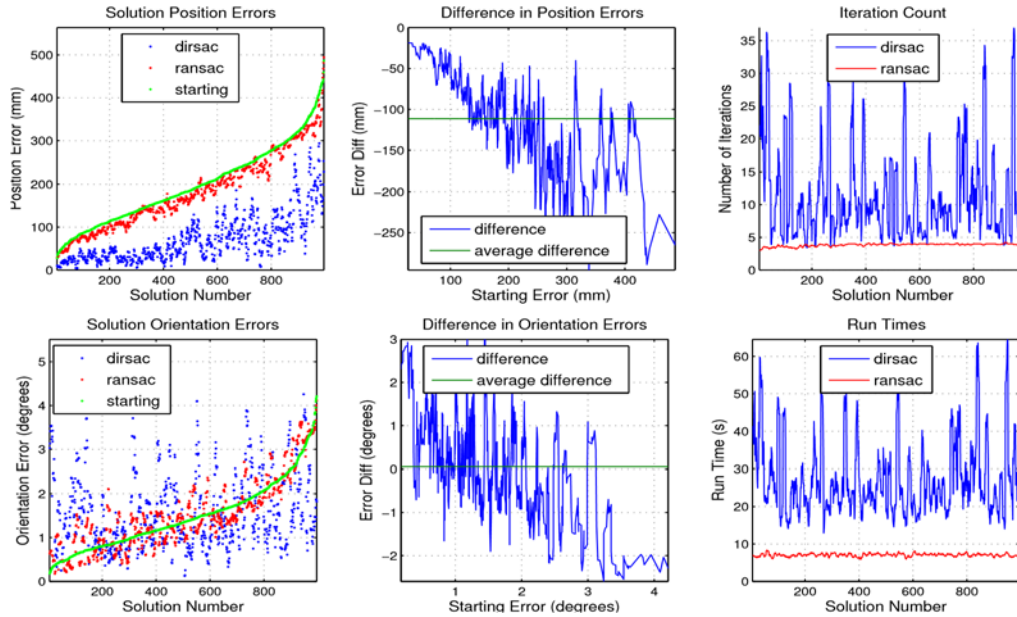 Solution Position Errors
Position Error (mm)
500
400
300
200
100
0
dirsac
ransac
starting
200 400 600 800
Solution Number
Difference in Position Errors
Error Diff (mm)
0
−50
−100
−150
−200
−250
difference
average difference
100 200 300 400
Starting Error (mm)
Iteration Count
Number of Iterations
35
30
25
20
15
10
5
0
dirsac
ransac
200 400 600 800
Solution Number
Solution Orientation Errors
Orientation Error (degrees)
5
4
3
2
1
0
dirsac
ransac
starting
200 400 600 800
Solution Number
Difference in Orientation Errors
Error Diff (degrees)
3
2
1
0
−1
−2
difference
average difference
1 2 3 4
Starting Error (degrees)
Run Times
Run Time (s)
60
50
40
30
20
10
0
dirsac
ransac
200 400 600 800
Solution Number